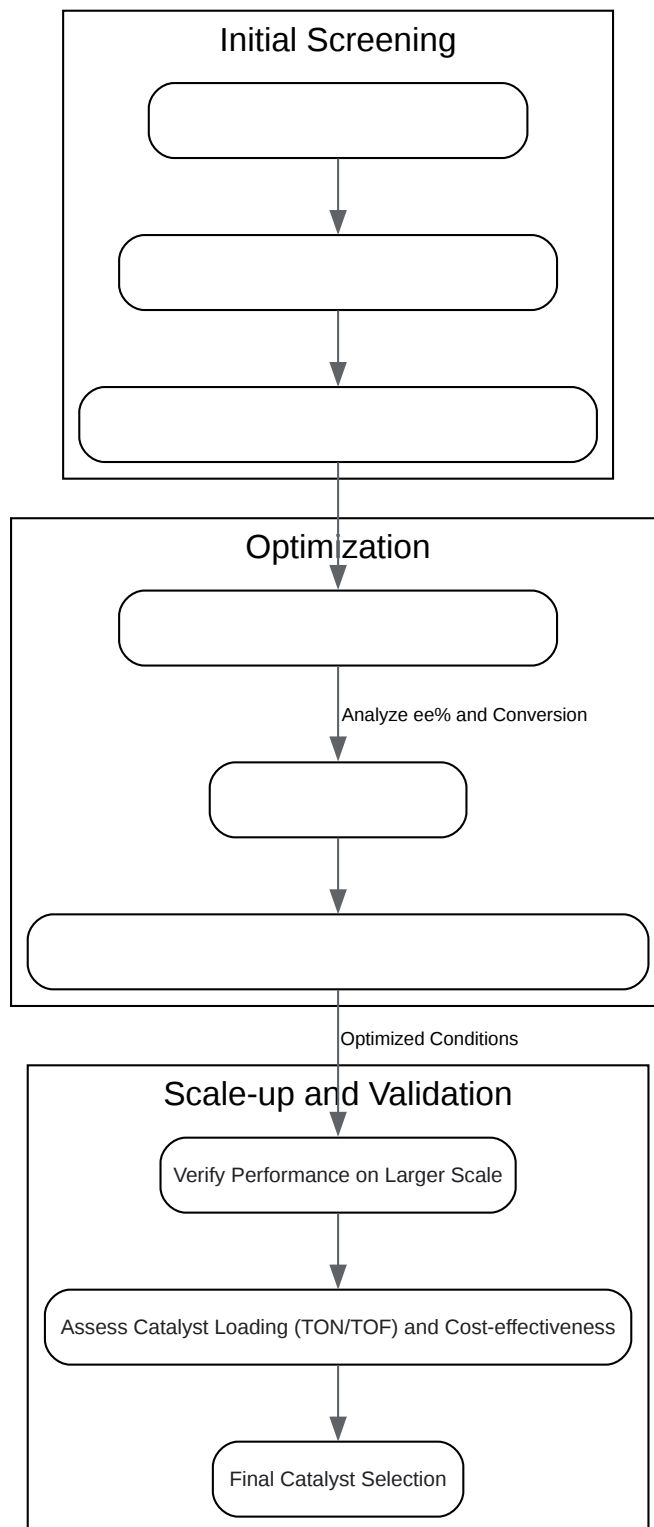 Initial Screening
Optimization
Analyze ee% and Conversion
Optimized Conditions
Scale-up and Validation
Verify Performance on Larger Scale
Assess Catalyst Loading (TON/TOF) and Cost-effectiveness
Final Catalyst Selection